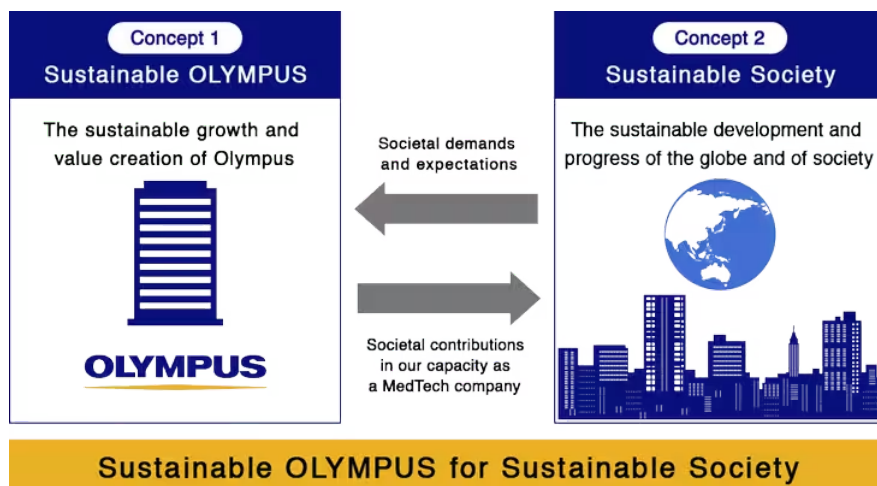 Concept 1
Sustainable OLYMPUS
The sustainable growth and
value creation of Olympus
OLYMPUS
Societal demands
and expectations
Societal contributions
in our capacity as
a MedTech company
Concept 2
Sustainable Society
The sustainable development and
progress of the globe and of society
Sustainable OLYMPUS for Sustainable Society